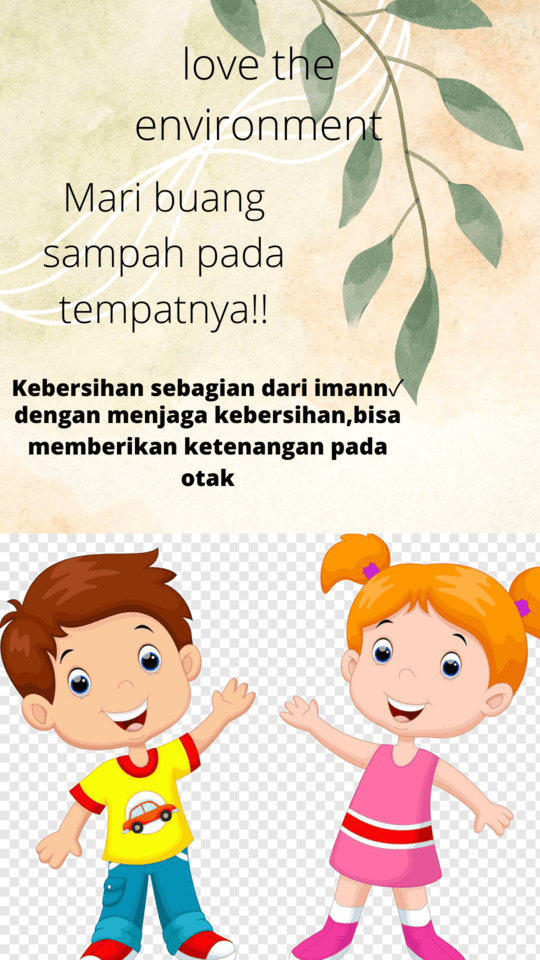 love the
environment
Mari buang
sampah pada
tempatnya!!
Kebersihan sebagian dari imann✓
dengan menjaga kebersihan,bisa
memberikan ketenangan pada
otak